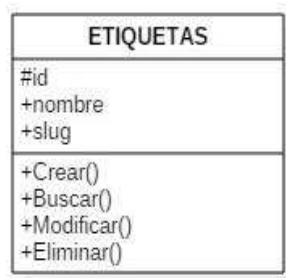 ETIQUETAS
#id
+nombre
+slug
+Crear()
+Buscar()
+Modificar()
+Eliminar()